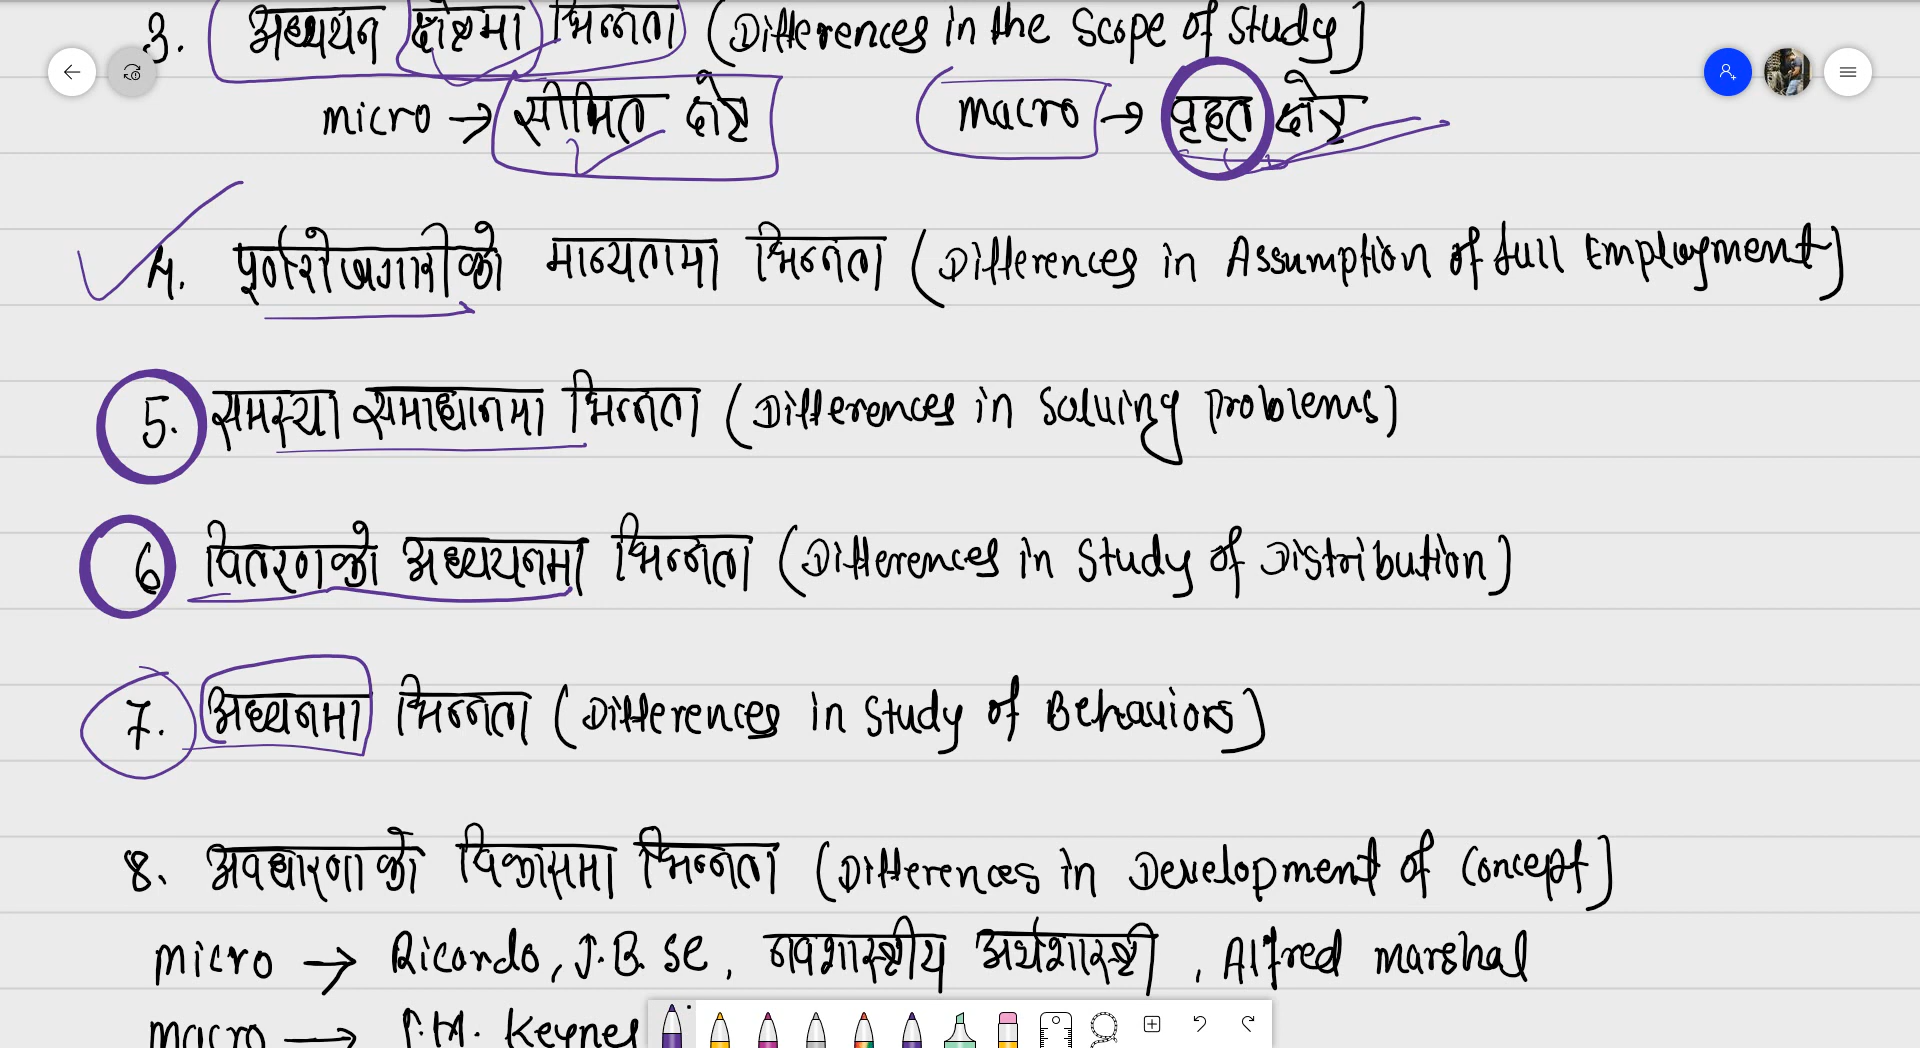 3. अध्ययन क्षेत्रमा भिन्नता (Differences in the Scope of Study)
micro → सीमित क्षेत्र macro → वृहत क्षेत्र
4. पूर्णरोजगारीको मान्यतामा भिन्नता (Differences in Assumption of full Employment)
5. समस्या समाधानमा भिन्नता (Differences in Solving problems)
6 वितरणको अध्ययनमा भिन्नता (Differences in Study of Distribution)
7. अध्यनमा भिन्नता (Differences in Study of Behaviors)
8. अवधारणाको विकासमा भिन्नता (Differences in Development of Concept)
micro → Ricardo, J.B. Se, नवशास्त्रीय अर्थशास्त्री, Alfred marshal
macro → J.M. Keynes